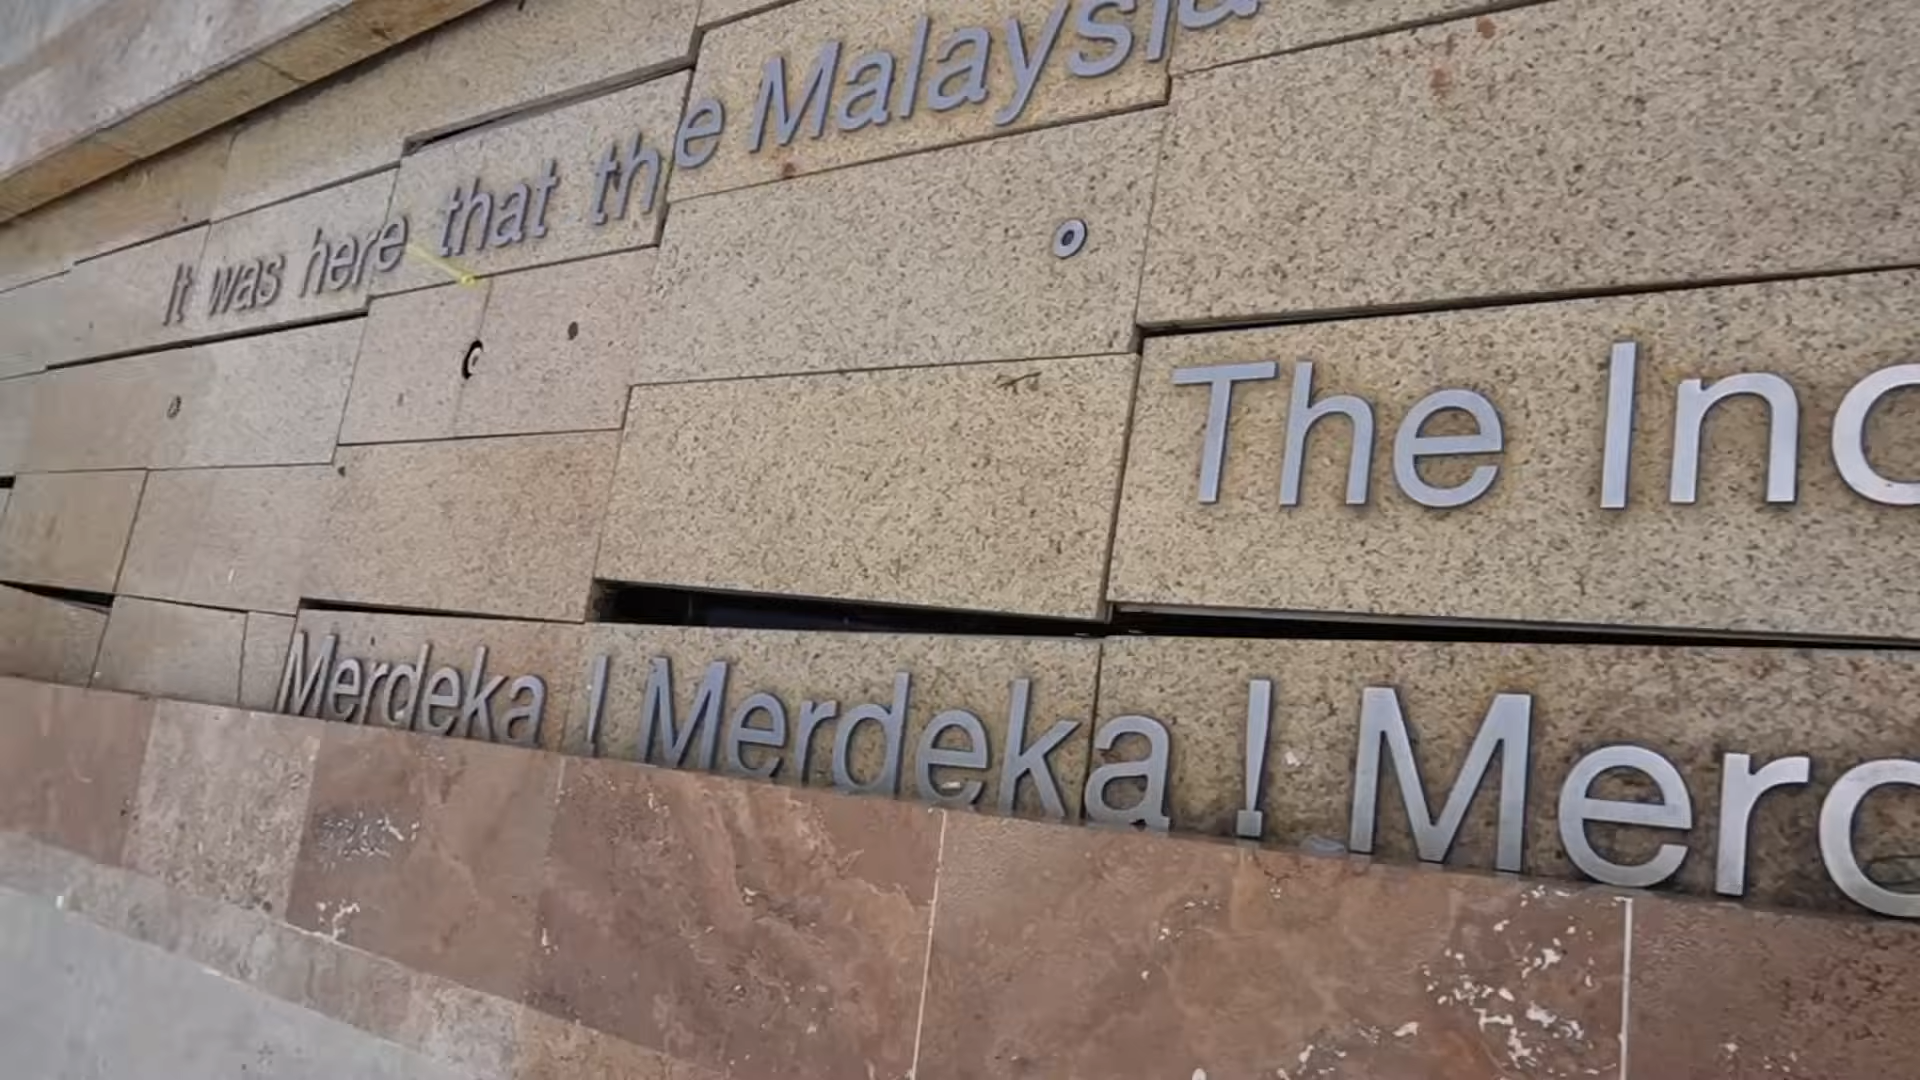 It was here that the Malaysia
The Inc
Merdeka ! Merdeka ! Merd